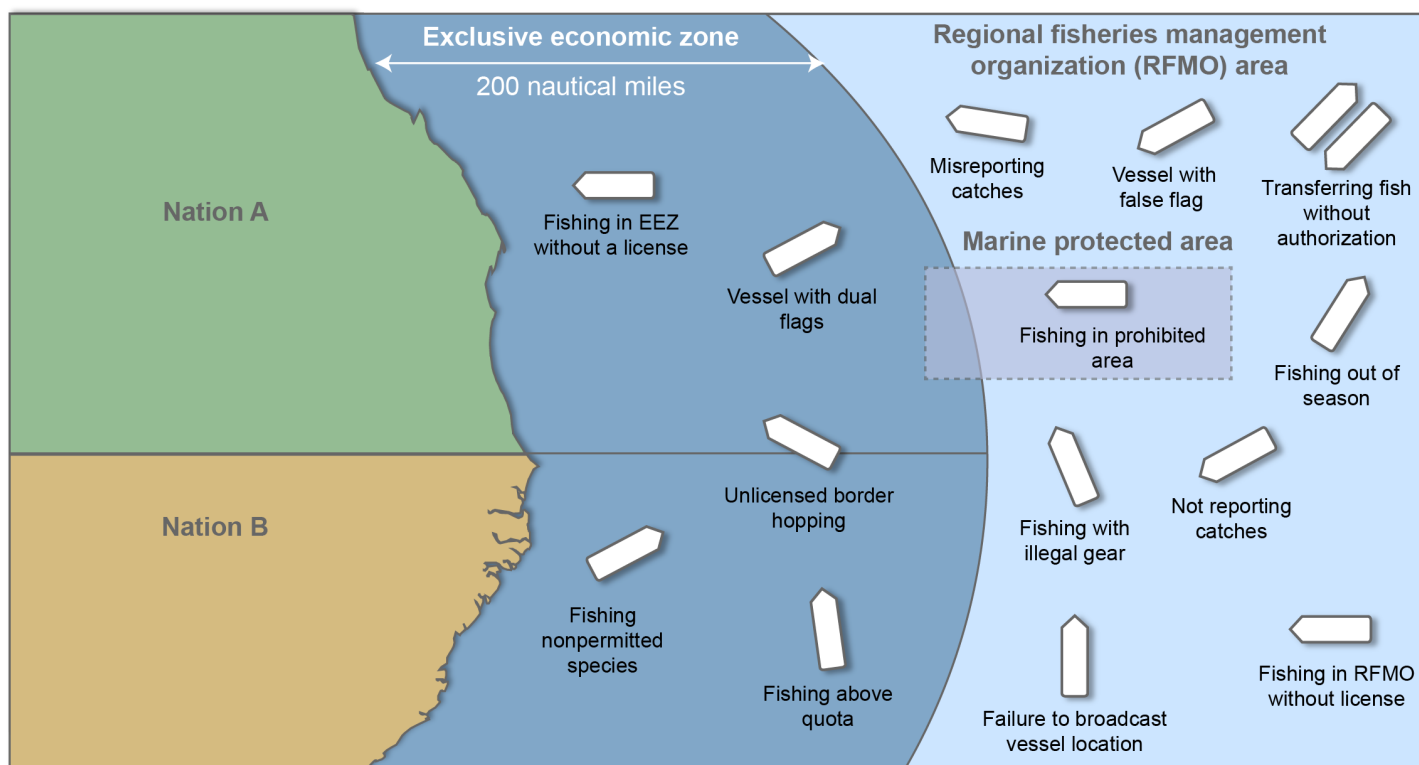 Exclusive economic zone
200 nautical miles
Regional fisheries management
organization (RFMO) area
Misreporting
catches
Vessel with
false flag
Transferring fish
without
authorization
Nation A
Fishing in EEZ
without a license
Vessel with dual
flags
Marine protected area
Fishing in prohibited
area
Fishing out of
season
Nation B
Unlicensed border
hopping
Fishing with
illegal gear
Not reporting
catches
Fishing
nonpermitted
species
Fishing above
quota
Failure to broadcast
vessel location
Fishing in RFMO
without license